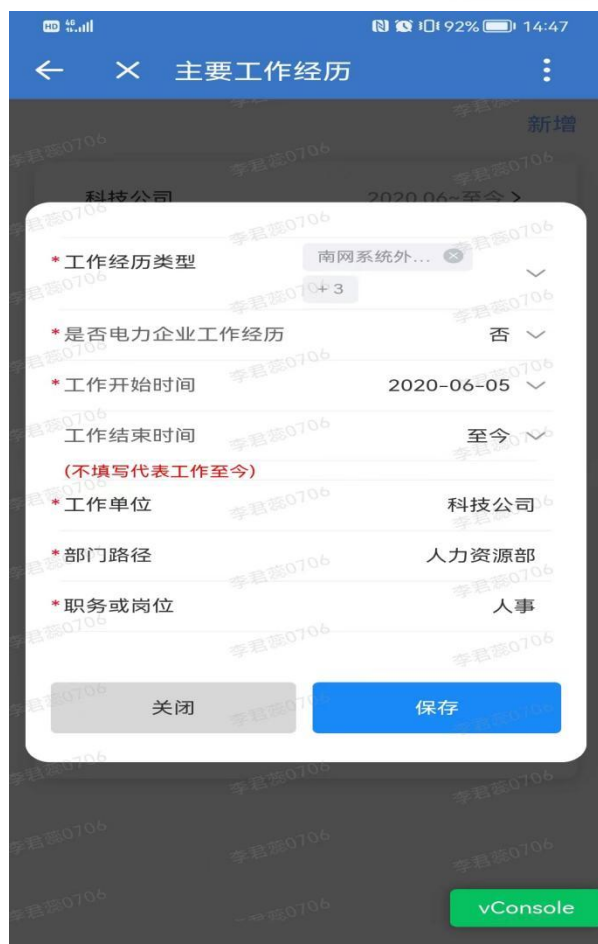 HD 4G 92% 14:47
主要工作经历
新增
科技公司 2020.06~至今 >
* 工作经历类型 南网系统外...
+ 3
* 是否电力企业工作经历 否
* 工作开始时间 2020-06-05
工作结束时间 至今
(不填写代表工作至今)
* 工作单位 科技公司
* 部门路径 人力资源部
* 职务或岗位 人事
关闭 保存
vConsole